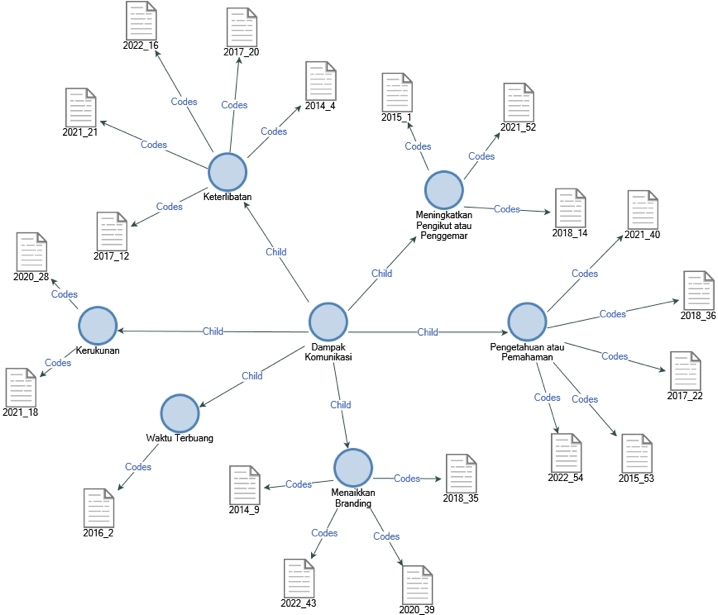 2022_16
2017_20
2014_4
2015_1
2021_52
2021_21
Codes
Codes
Codes
Codes
Codes
Codes
Keterlibatan
Codes
2017_12
Meningkatkan
Pengikut atau
Penggemar
Codes
2018_14
2021_40
2020_28
Codes
Child
Child
Codes
2018_36
Codes
Kerukunan
Child
Dampak
Komunikasi
Child
Pengetahuan atau
Pemahaman
Codes
2021_18
Codes
Child
Codes
2017_22
Waktu Terbuang
Child
Codes
Codes
Codes
2016_2
2014_9
Codes
Menaikkan
Branding
Codes
2018_35
2022_54
2015_53
Codes
Codes
2022_43
2020_39